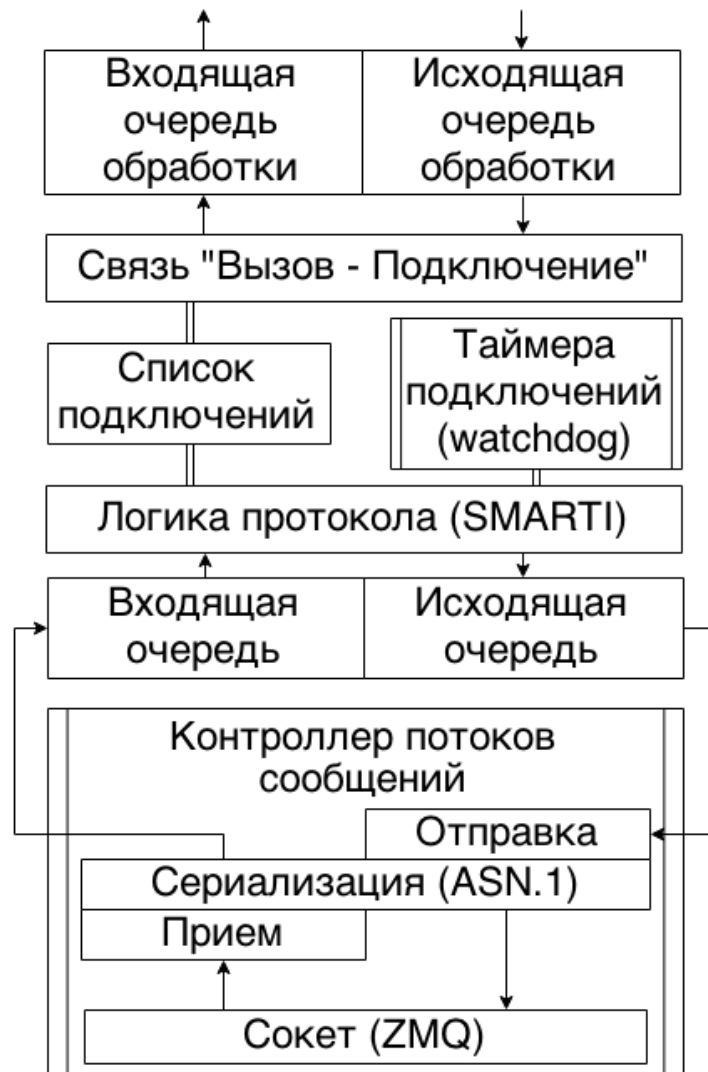 Входящая
очередь
обработки
Исходящая
очередь
обработки
Связь "Вызов - Подключение"
Список
подключений
Таймера
подключений
(watchdog)
Логика протокола (SMARTI)
Входящая
очередь
Исходящая
очередь
Контроллер потоков
сообщений
Отправка
Сериализация (ASN.1)
Прием
Сокет (ZMQ)